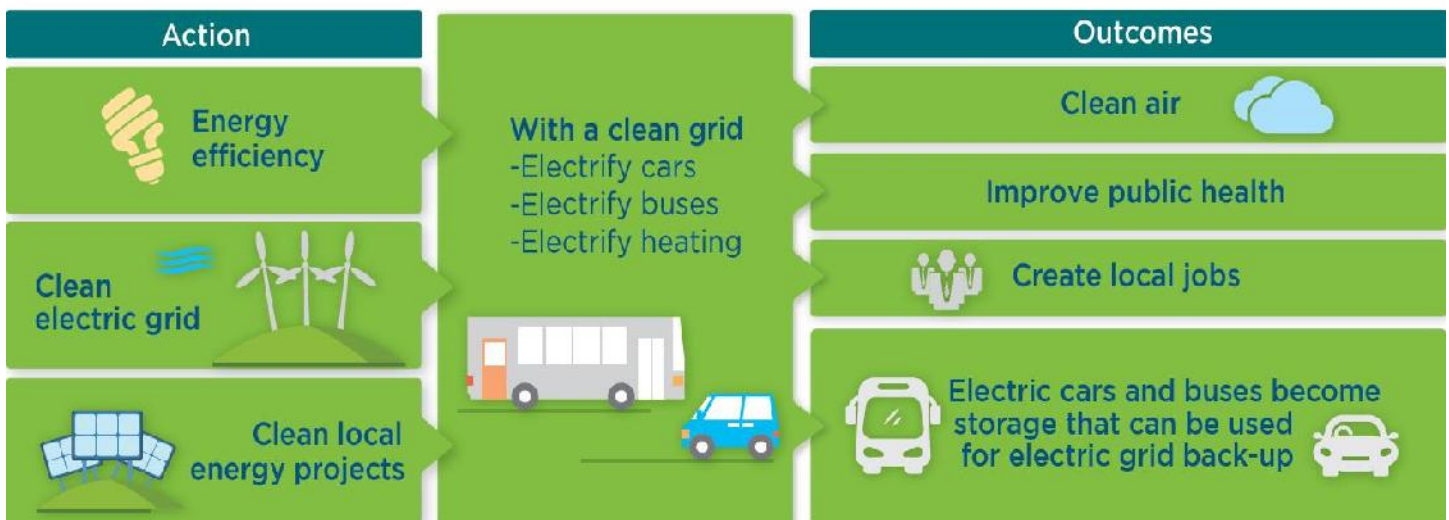 Action
Energy
efficiency
Clean
electric grid
Clean local
energy projects
With a clean grid
-Electrify cars
-Electrify buses
-Electrify heating
Outcomes
Clean air
Improve public health
Create local jobs
Electric cars and buses become
storage that can be used
for electric grid back-up